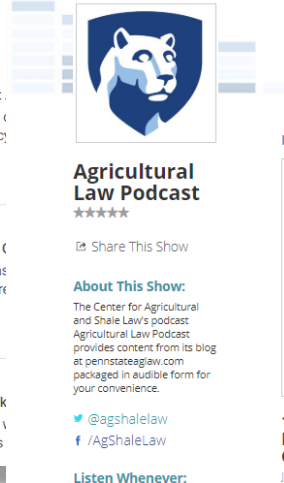 Agricultural
Law Podcast
Share This Show
About This Show:
The Center for Agricultural
and Shale Law's podcast
Agricultural Law Podcast
provides content from its blog
at pennstateaglaw.com
packaged in audible form for
your convenience.
@agshalelaw
/AgShaleLaw
Listen Whenever: